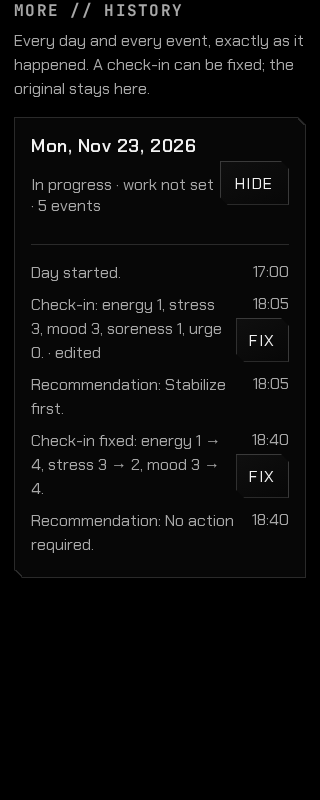 MORE // HISTORY
Every day and every event, exactly as it
happened. A check-in can be fixed; the
original stays here.
Mon, Nov 23, 2026
In progress · work not set
· 5 events
HIDE
Day started.
17:00
Check-in: energy 1, stress
3, mood 3, soreness 1, urge
0. · edited
18:05
FIX
Recommendation: Stabilize
first.
18:05
Check-in fixed: energy 1 →
4, stress 3 → 2, mood 3 →
4.
18:40
FIX
Recommendation: No action
required.
18:40